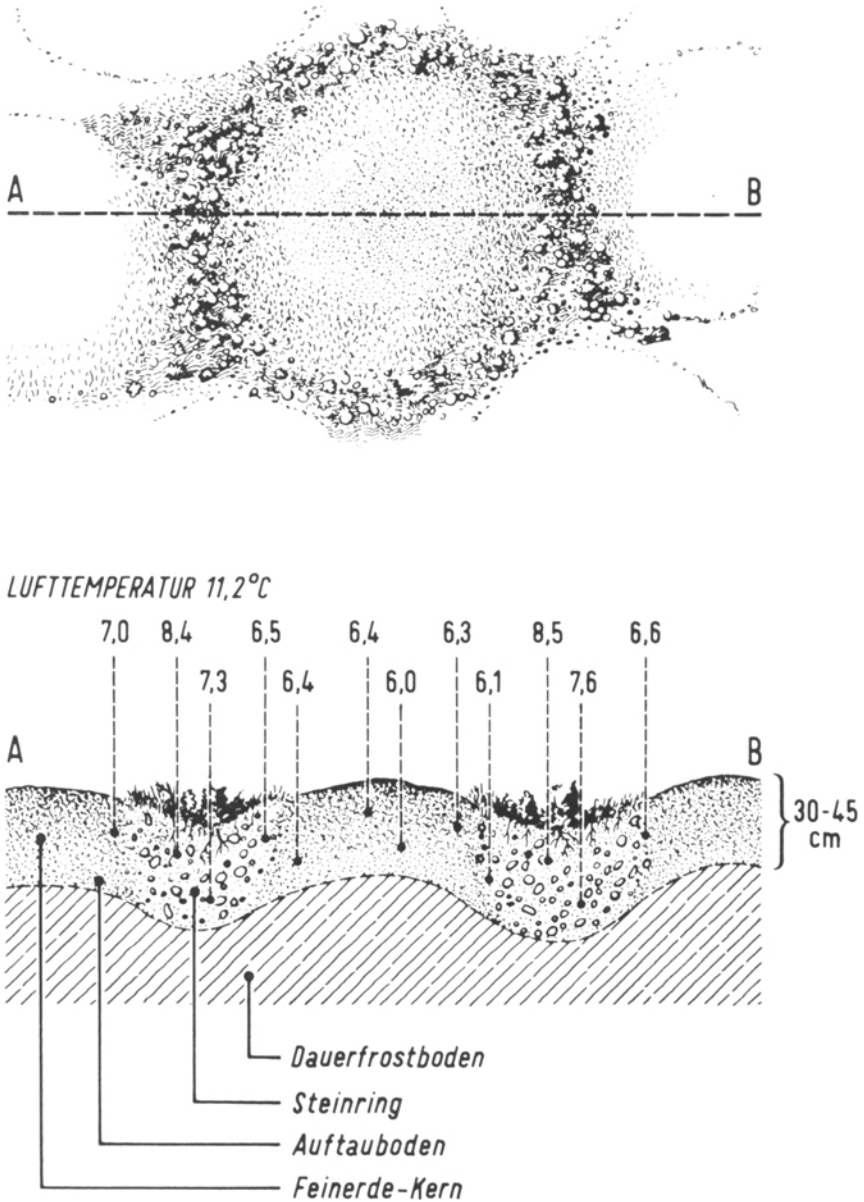 A B
LUFTTEMPERATUR 11,2°C
7,0 8,4 6,5 6,4 6,3 8,5 6,6
7,3 6,4 6,0 6,1 7,6
A B
30-45
cm
Dauerfrostboden
Steinring
Auftauboden
Feinerde-Kern